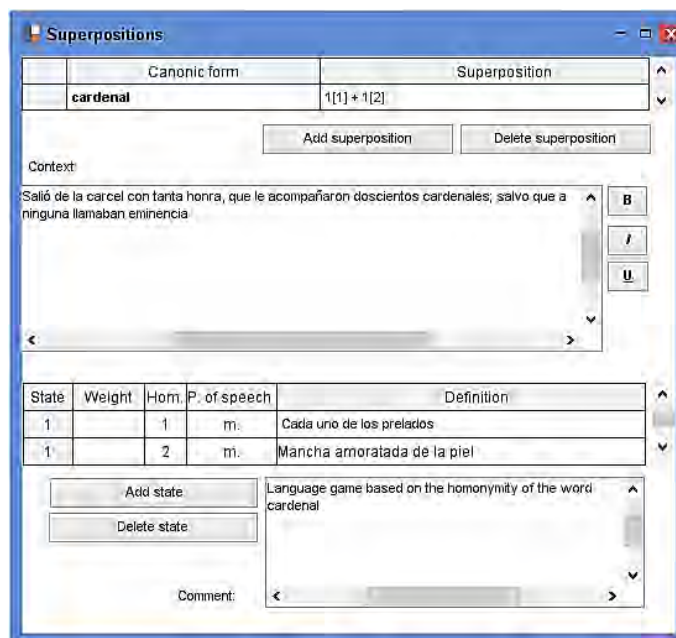 Superpositions
Canonic form Superposition
cardenal 1[1] + 1[2]
Add superposition Delete superposition
Context:
Salió de la carcel con tanta honra, que le acompañaron doscientos cardenales; salvo que a
ninguna llamaban eminencia
B
I
U
State Weight Hom. P. of speech Definition
1 1 m. Cada uno de los prelados
1 2 m. Mancha amoratada de la piel
Add state
Delete state
Language game based on the homonymity of the word
cardenal
Comment: